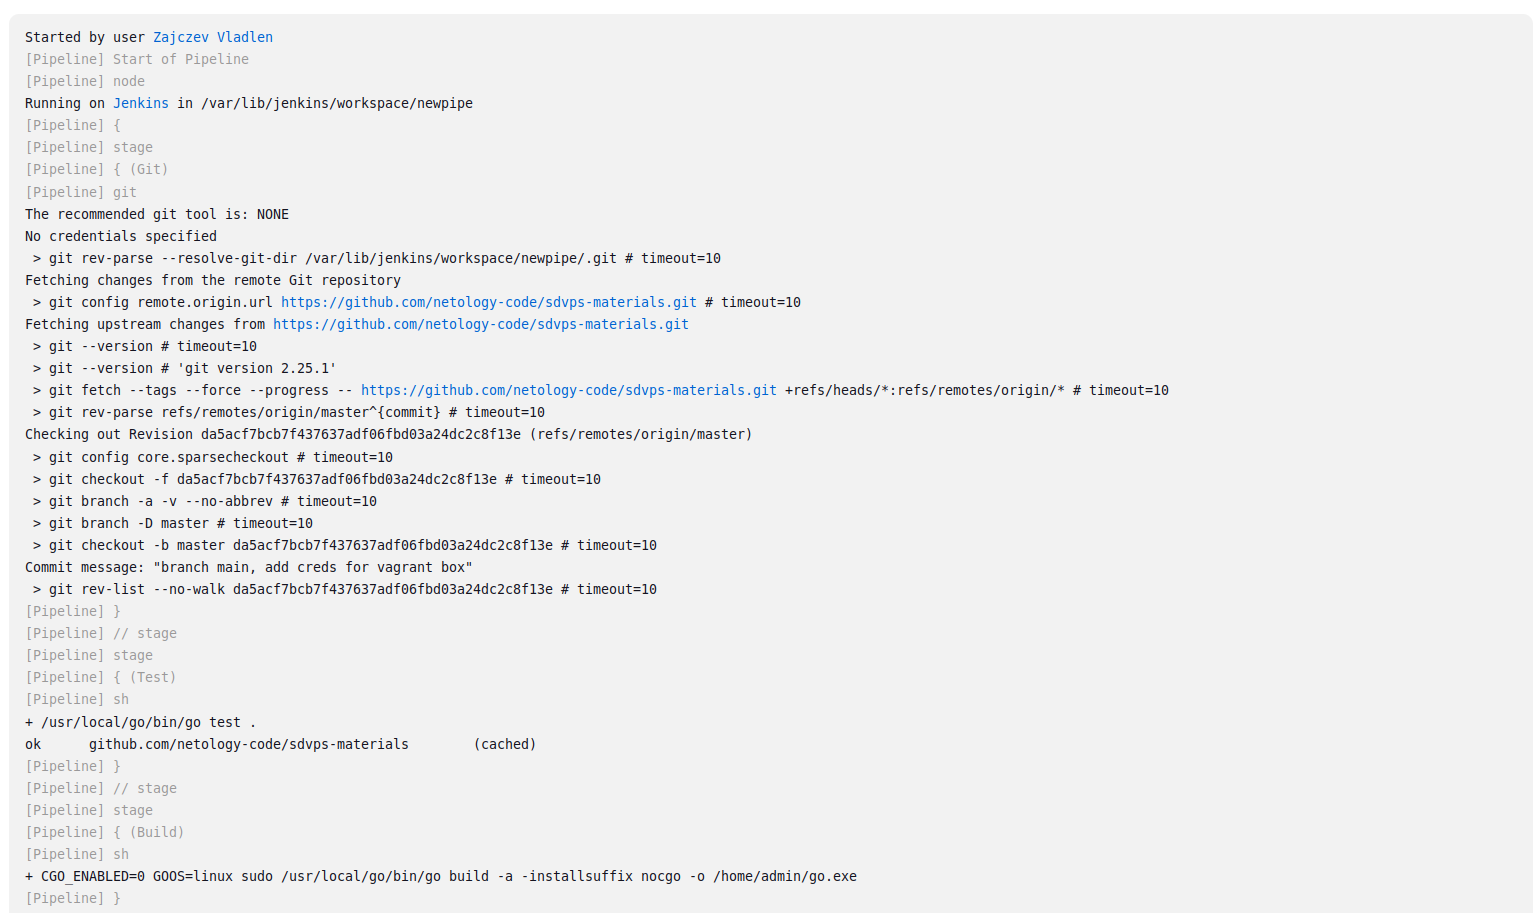 Started by user Zajczev Vladlen
[Pipeline] Start of Pipeline
[Pipeline] node
Running on Jenkins in /var/lib/jenkins/workspace/newpipe
[Pipeline] {
[Pipeline] stage
[Pipeline] { (Git)
[Pipeline] git
The recommended git tool is: NONE
No credentials specified
 > git rev-parse --resolve-git-dir /var/lib/jenkins/workspace/newpipe/.git # timeout=10
Fetching changes from the remote Git repository
 > git config remote.origin.url https://github.com/netology-code/sdvps-materials.git # timeout=10
Fetching upstream changes from https://github.com/netology-code/sdvps-materials.git
 > git --version # timeout=10
 > git --version # 'git version 2.25.1'
 > git fetch --tags --force --progress -- https://github.com/netology-code/sdvps-materials.git +refs/heads/*:refs/remotes/origin/* # timeout=10
 > git rev-parse refs/remotes/origin/master^{commit} # timeout=10
Checking out Revision da5acf7bcb7f437637adf06fbd03a24dc2c8f13e (refs/remotes/origin/master)
 > git config core.sparsecheckout # timeout=10
 > git checkout -f da5acf7bcb7f437637adf06fbd03a24dc2c8f13e # timeout=10
 > git branch -a -v --no-abbrev # timeout=10
 > git branch -D master # timeout=10
 > git checkout -b master da5acf7bcb7f437637adf06fbd03a24dc2c8f13e # timeout=10
Commit message: "branch main, add creds for vagrant box"
 > git rev-list --no-walk da5acf7bcb7f437637adf06fbd03a24dc2c8f13e # timeout=10
[Pipeline] }
[Pipeline] // stage
[Pipeline] stage
[Pipeline] { (Test)
[Pipeline] sh
+ /usr/local/go/bin/go test .
ok      github.com/netology-code/sdvps-materials        (cached)
[Pipeline] }
[Pipeline] // stage
[Pipeline] stage
[Pipeline] { (Build)
[Pipeline] sh
+ CGO_ENABLED=0 GOOS=linux sudo /usr/local/go/bin/go build -a -installsuffix nocgo -o /home/admin/go.exe
[Pipeline] }